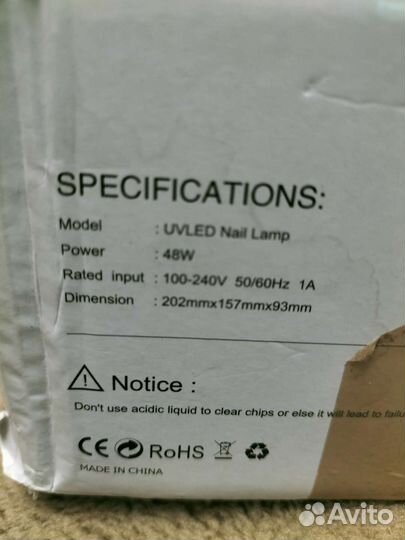 SPECIFICATIONS:
Model : UVLED Nail Lamp
Power : 48W
Rated input : 100-240V 50/60Hz 1A
Dimension : 202mmx157mmx93mm
Notice :
Don't use acidic liquid to clear chips or else it will lead to failu
CE RoHS
MADE IN CHINA
Avito